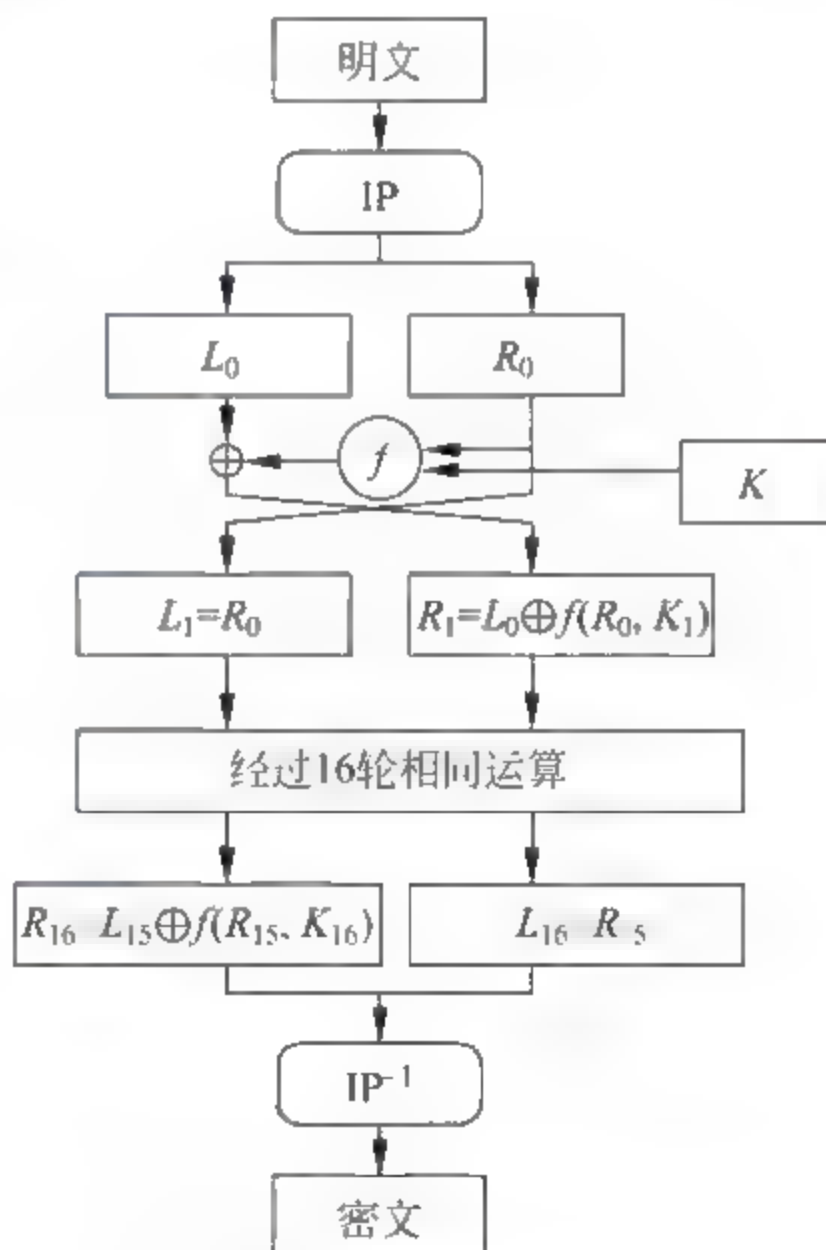 明文
IP
L₀
R₀
f
K
L₁=R₀
R₁=L₀⊕f(R₀, K₁)
经过16轮相同运算
R₁₆ L₁₅⊕f(R₁₅, K₁₆)
L₁₆ R ₅
IP⁻¹
密文